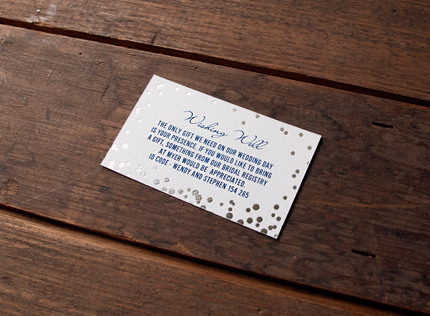 Wishing Well
THE ONLY GIFT WE NEED ON OUR WEDDING DAY
IS YOUR PRESENCE. IF YOU WOULD LIKE TO BRING
A GIFT, SOMETHING FROM OUR BRIDAL REGISTRY
AT MYER WOULD BE APPRECIATED.
ID CODE - WENDY AND STEPHEN 154 265